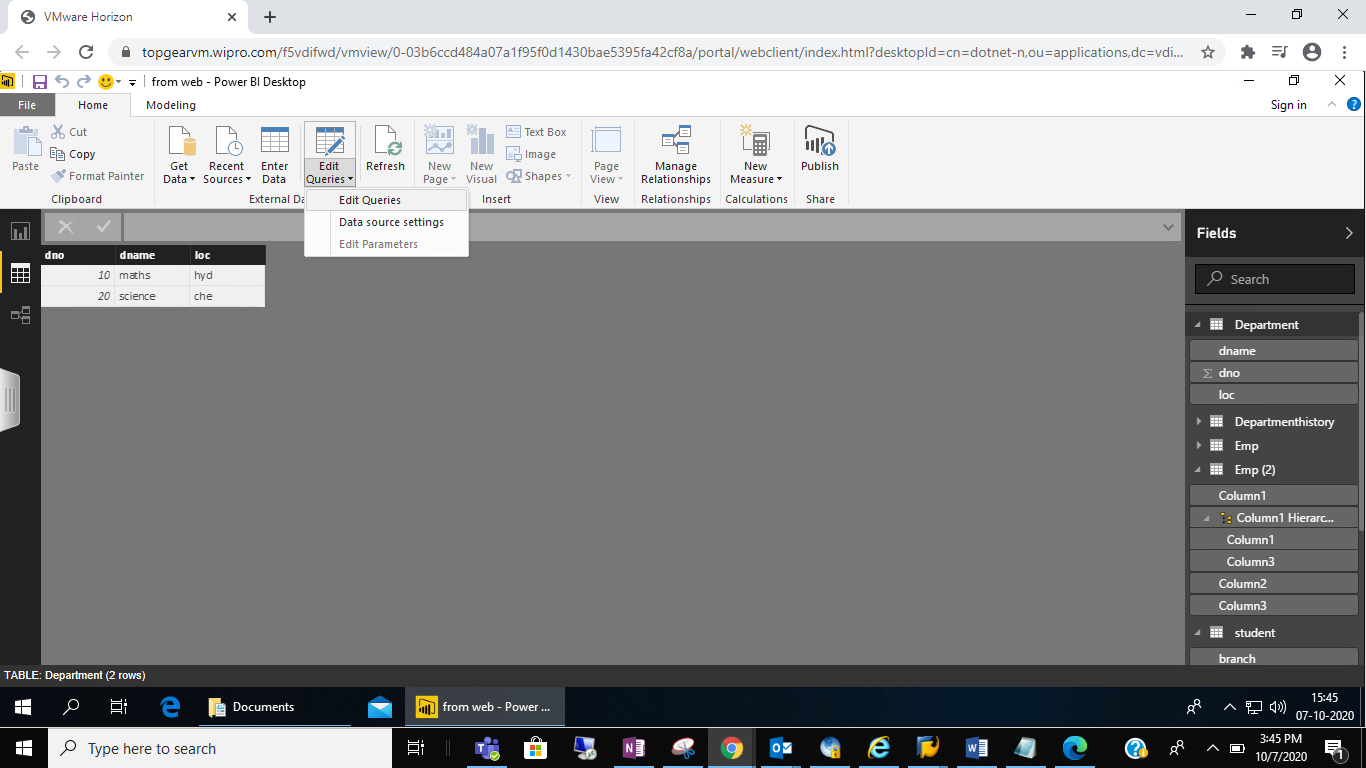 VMware Horizon
topgearvm.wipro.com/f5vdifwd/vmview/0-03b6ccd484a07a1f95f0d1430bae5395fa42cf8a/portal/webclient/index.html?desktopId=cn=dotnet-n,ou=applications,dc=vdi...
from web - Power BI Desktop
File Home Modeling Sign in
Paste
Cut
Copy
Format Painter
Clipboard
Get Data
Recent Sources
Enter Data
Edit Queries
Refresh
External Da
New Page
New Visual
Text Box
Image
Shapes
Insert
Page View
View
Manage Relationships
Relationships
New Measure
Calculations
Publish
Share
Edit Queries
Data source settings
Edit Parameters
dno dname loc
10 maths hyd
20 science che
Fields
Search
Department
dname
dno
loc
Departmenthistory
Emp
Emp (2)
Column1
Column1 Hierarc...
Column1
Column3
Column2
Column3
student
branch
TABLE: Department (2 rows)
Documents
from web - Power ...
15:45
07-10-2020
Type here to search
3:45 PM
10/7/2020
1